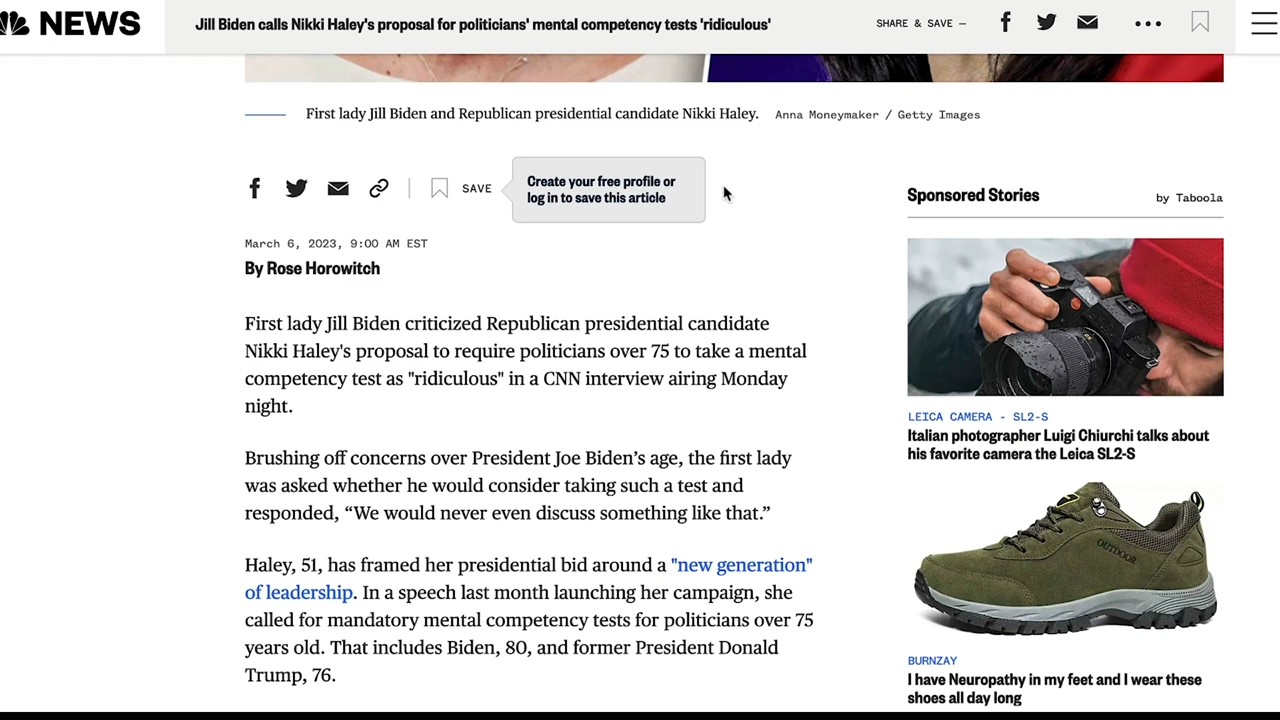 NEWS
Jill Biden calls Nikki Haley's proposal for politicians' mental competency tests 'ridiculous'
SHARE & SAVE —
First lady Jill Biden and Republican presidential candidate Nikki Haley. Anna Moneymaker / Getty Images
SAVE
Create your free profile or
log in to save this article
March 6, 2023, 9:00 AM EST
By Rose Horowitch
First lady Jill Biden criticized Republican presidential candidate
Nikki Haley's proposal to require politicians over 75 to take a mental
competency test as "ridiculous" in a CNN interview airing Monday
night.
Brushing off concerns over President Joe Biden’s age, the first lady
was asked whether he would consider taking such a test and
responded, “We would never even discuss something like that.”
Haley, 51, has framed her presidential bid around a "new generation"
of leadership. In a speech last month launching her campaign, she
called for mandatory mental competency tests for politicians over 75
years old. That includes Biden, 80, and former President Donald
Trump, 76.
Sponsored Stories
by Taboola
LEICA CAMERA - SL2-S
Italian photographer Luigi Chiurchi talks about
his favorite camera the Leica SL2-S
OUTDOOR
BURNZAY
I have Neuropathy in my feet and I wear these
shoes all day long